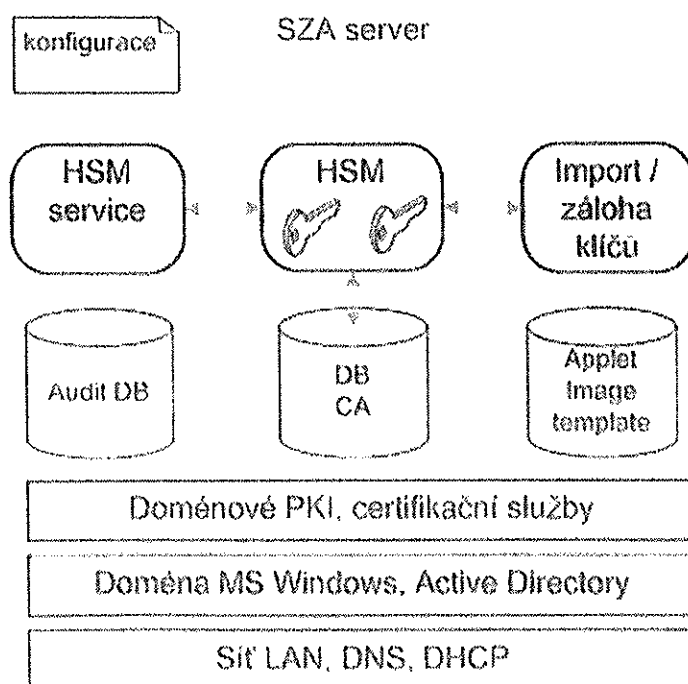 konfigurace
SZA server
HSM
service
HSM
Import /
záloha
klíčů
Audit DB
DB
CA
Applet
Image
template
Doménové PKI, certifikační služby
Doména MS Windows, Active Directory
Síť LAN, DNS, DHCP